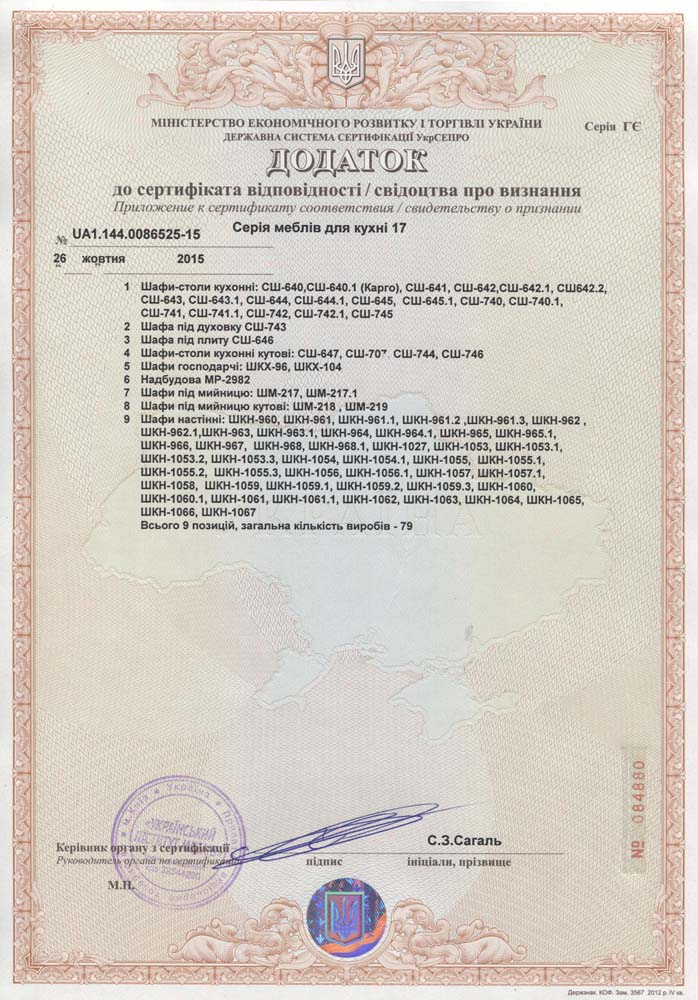 МІНІСТЕРСТВО ЕКОНОМІЧНОГО РОЗВИТКУ І ТОРГІВЛІ УКРАЇНИ
Серія ГЄ
ДЕРЖАВНА СИСТЕМА СЕРТИФІКАЦІЇ УкрСЕПРО
ДОДАТОК
до сертифіката відповідності / свідоцтва про визнання
Приложение к сертификату соответствия / свидетельству о признании
№ UA1.144.0086525-15 Серія меблів для кухні 17
26 жовтня 2015
1 Шафи-столи кухонні: СШ-640,СШ-640.1 (Карго), СШ-641, СШ-642,СШ-642.1, СШ642.2,
СШ-643, СШ-643.1, СШ-644, СШ-644.1, СШ-645, СШ-645.1, СШ-740, СШ-740.1,
СШ-741, СШ-741.1, СШ-742, СШ-742.1, СШ-745
2 Шафа під духовку СШ-743
3 Шафа під плиту СШ-646
4 Шафи-столи кухонні кутові: СШ-647, СШ-707, СШ-744, СШ-746
5 Шафи господарчі: ШКХ-96, ШКХ-104
6 Надбудова МР-2982
7 Шафи під мийницю: ШМ-217, ШМ-217.1
8 Шафи під мийницю кутові: ШМ-218 , ШМ-219
9 Шафи настінні: ШКН-960, ШКН-961, ШКН-961.1, ШКН-961.2 ,ШКН-961.3, ШКН-962 ,
ШКН-962.1,ШКН-963, ШКН-963.1, ШКН-964, ШКН-964.1, ШКН-965, ШКН-965.1,
ШКН-966, ШКН-967, ШКН-968, ШКН-968.1, ШКН-1027, ШКН-1053, ШКН-1053.1,
ШКН-1053.2, ШКН-1053.3, ШКН-1054, ШКН-1054.1, ШКН-1055, ШКН-1055.1,
ШКН-1055.2, ШКН-1055.3, ШКН-1056, ШКН-1056.1, ШКН-1057, ШКН-1057.1,
ШКН-1058, ШКН-1059, ШКН-1059.1, ШКН-1059.2, ШКН-1059.3, ШКН-1060,
ШКН-1060.1, ШКН-1061, ШКН-1061.1, ШКН-1062, ШКН-1063, ШКН-1064, ШКН-1065,
ШКН-1066, ШКН-1067
Всього 9 позицій, загальна кількість виробів - 79
УКРАЇНА
№ 084880
м.Київ * Україна *
«УКРАЇНСЬКИЙ
С.З.Сагаль
Керівник органу з сертифікації
Руководитель органа по сертификации
підпис
ініціали, прізвище
М.П.
Держзнак. КОФ. Зам. 3567. 2012 р. IV кв.